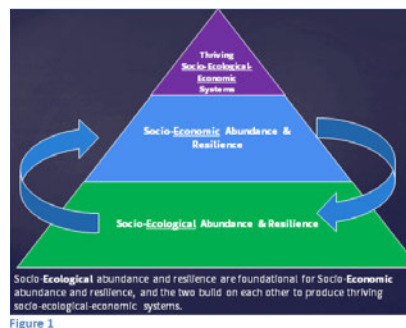 Thriving
Socio-Ecological-
Economic
Systems
Socio-Economic Abundance &
Resilience
Socio-Ecological Abundance & Resilience
Socio-Ecological abundance and resilience are foundational for Socio-Economic
abundance and resilience, and the two build on each other to produce thriving
socio-ecological-economic systems.
Figure 1